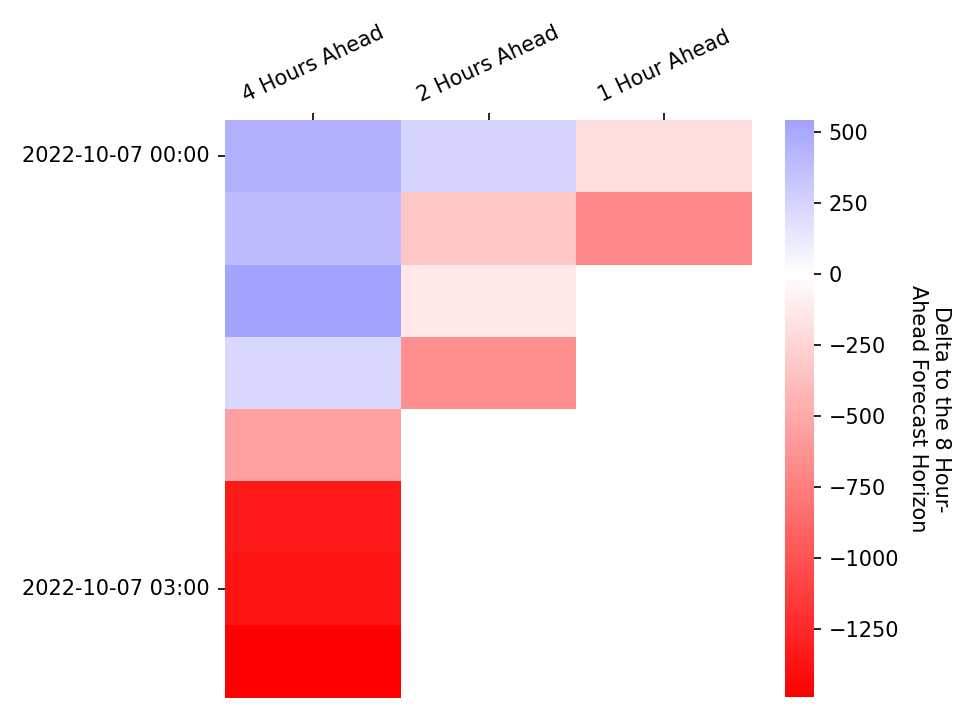 4 Hours Ahead
2 Hours Ahead
1 Hour Ahead
2022-10-07 00:00
2022-10-07 03:00
500
250
0
−250
−500
−750
−1000
−1250
Delta to the 8 Hour-
Ahead Forecast Horizon